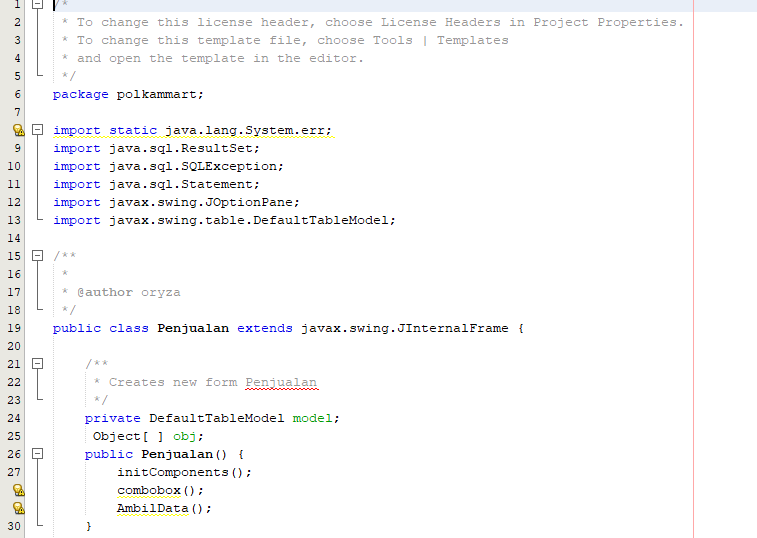 1 /*
2 * To change this license header, choose License Headers in Project Properties.
3 * To change this template file, choose Tools | Templates
4 * and open the template in the editor.
5 */
6 package polkammart;
7
import static java.lang.System.err;
9 import java.sql.ResultSet;
10 import java.sql.SQLException;
11 import java.sql.Statement;
12 import javax.swing.JOptionPane;
13 import javax.swing.table.DefaultTableModel;
14
15 /**
16 *
17 * @author oryza
18 */
19 public class Penjualan extends javax.swing.JInternalFrame {
20
21 /**
22 * Creates new form Penjualan
23 */
24 private DefaultTableModel model;
25 Object[ ] obj;
26 public Penjualan() {
27 initComponents();
combobox();
AmbilData();
30 }